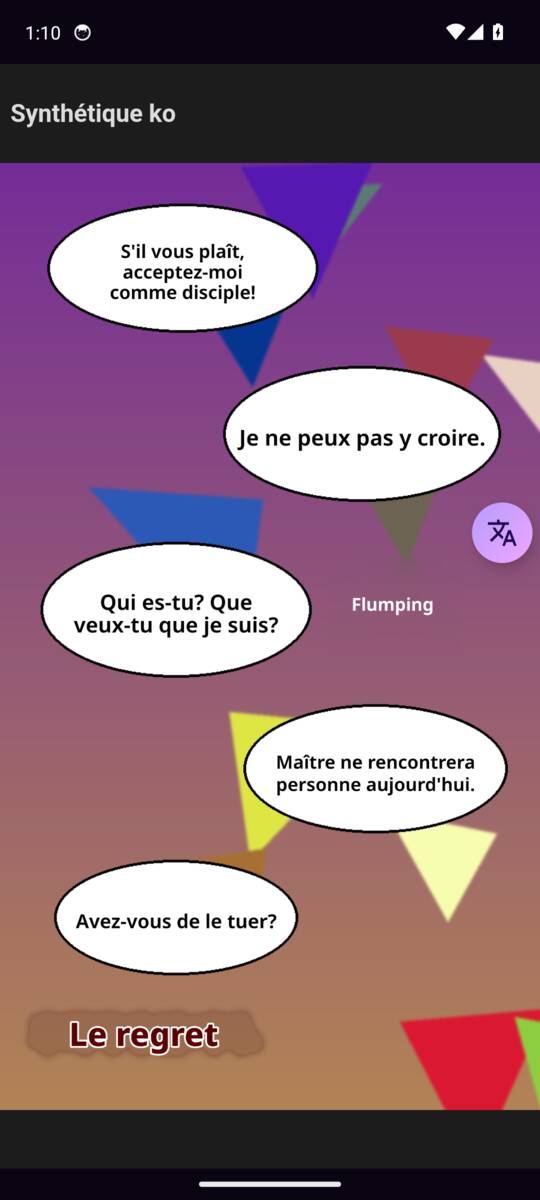 1:10
Synthétique ko
S'il vous plaît,
acceptez-moi
comme disciple!
Je ne peux pas y croire.
Qui es-tu? Que
veux-tu que je suis?
Flumping
Maître ne rencontrera
personne aujourd'hui.
Avez-vous de le tuer?
Le regret